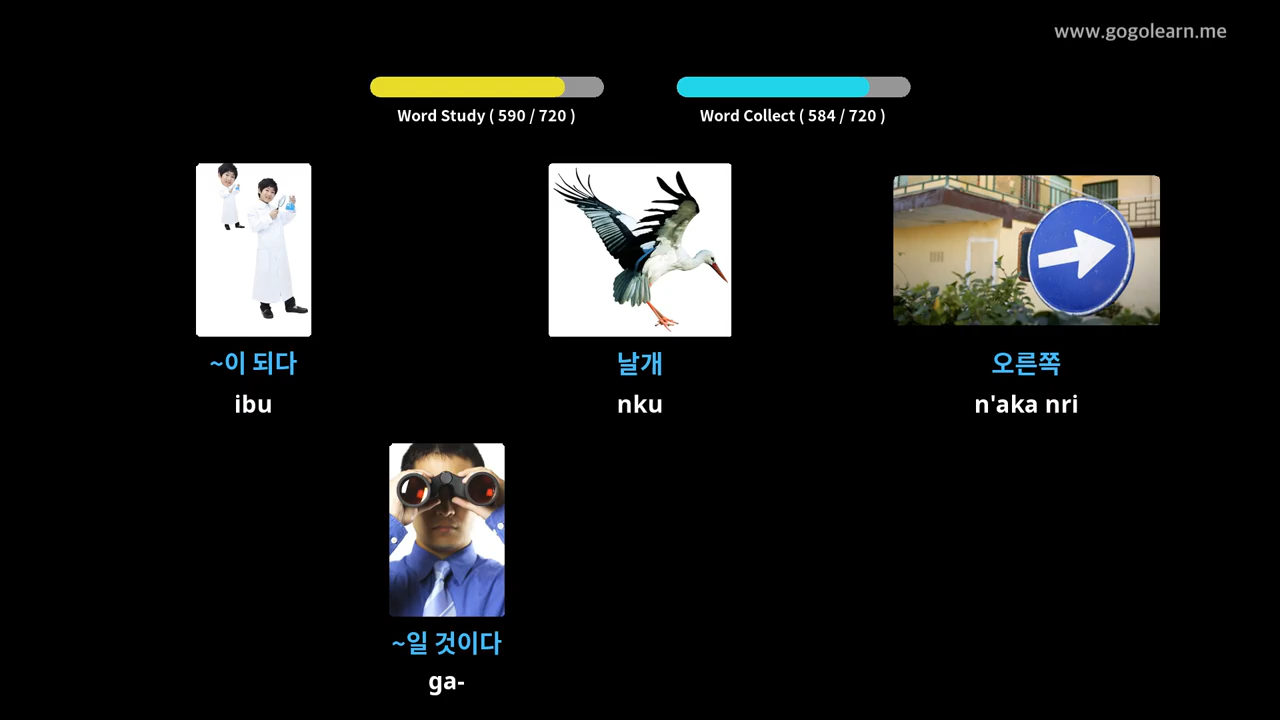 www.gogolearn.me
Word Study ( 590 / 720 )
Word Collect ( 584 / 720 )
~이 되다
ibu
날개
nku
오른쪽
n'aka nri
~일 것이다
ga-